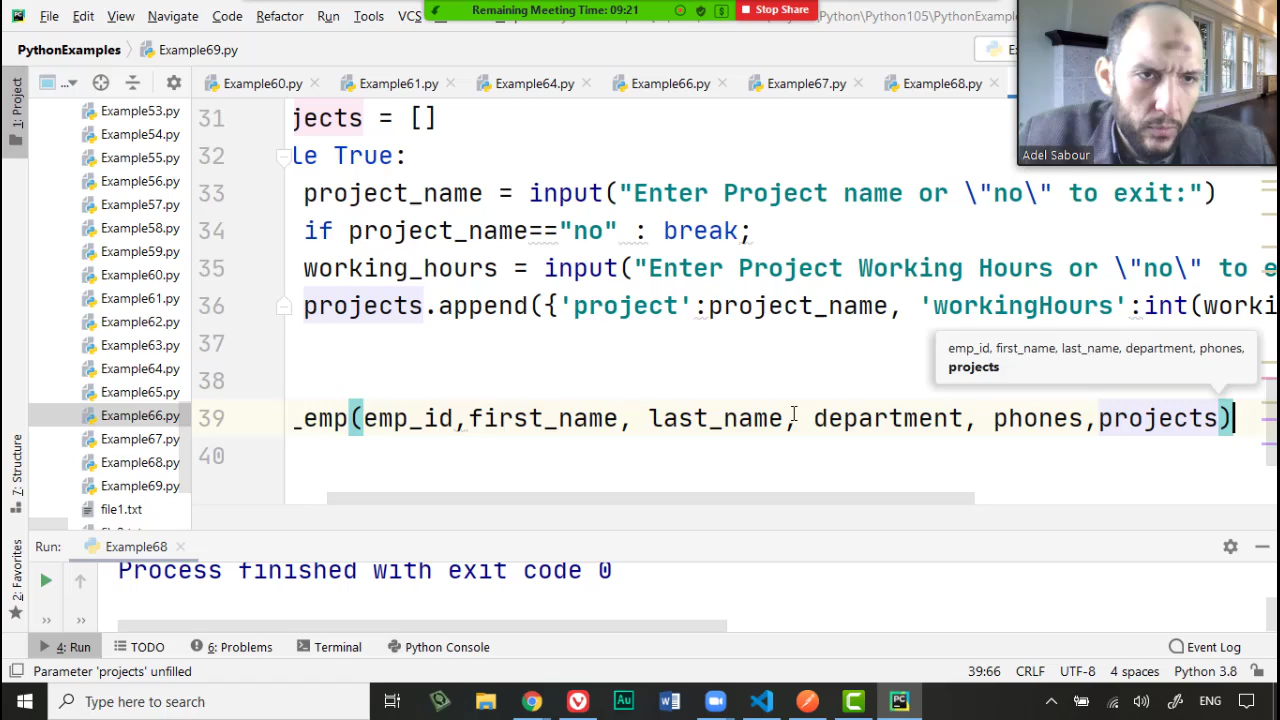 File Edit View Navigate Code Refactor Run Tools VCS
Remaining Meeting Time: 09:21
Stop Share
Python\Python105\PythonExample
PythonExamples
Example69.py
1: Project
Example60.py
Example61.py
Example64.py
Example66.py
Example67.py
Example68.py
Example53.py
Example54.py
Example55.py
Example56.py
Example57.py
Example58.py
Example59.py
Example60.py
Example61.py
Example62.py
Example63.py
Example64.py
Example65.py
Example66.py
Example67.py
Example68.py
Example69.py
file1.txt
Adel Sabour
31 jects = []
32 le True:
33 project_name = input("Enter Project name or \"no\" to exit:")
34 if project_name=="no" : break;
35 working_hours = input("Enter Project Working Hours or \"no\" to e
36 projects.append({'project':project_name, 'workingHours':int(worki
37
38
emp_id, first_name, last_name, department, phones,
projects
39 _emp(emp_id,first_name, last_name, department, phones,projects)
40
7: Structure
2: Favorites
Run: Example68
Process finished with exit code 0
4: Run TODO 6: Problems Terminal Python Console Event Log
Parameter 'projects' unfilled 39:66 CRLF UTF-8 4 spaces Python 3.8
Type here to search
ENG